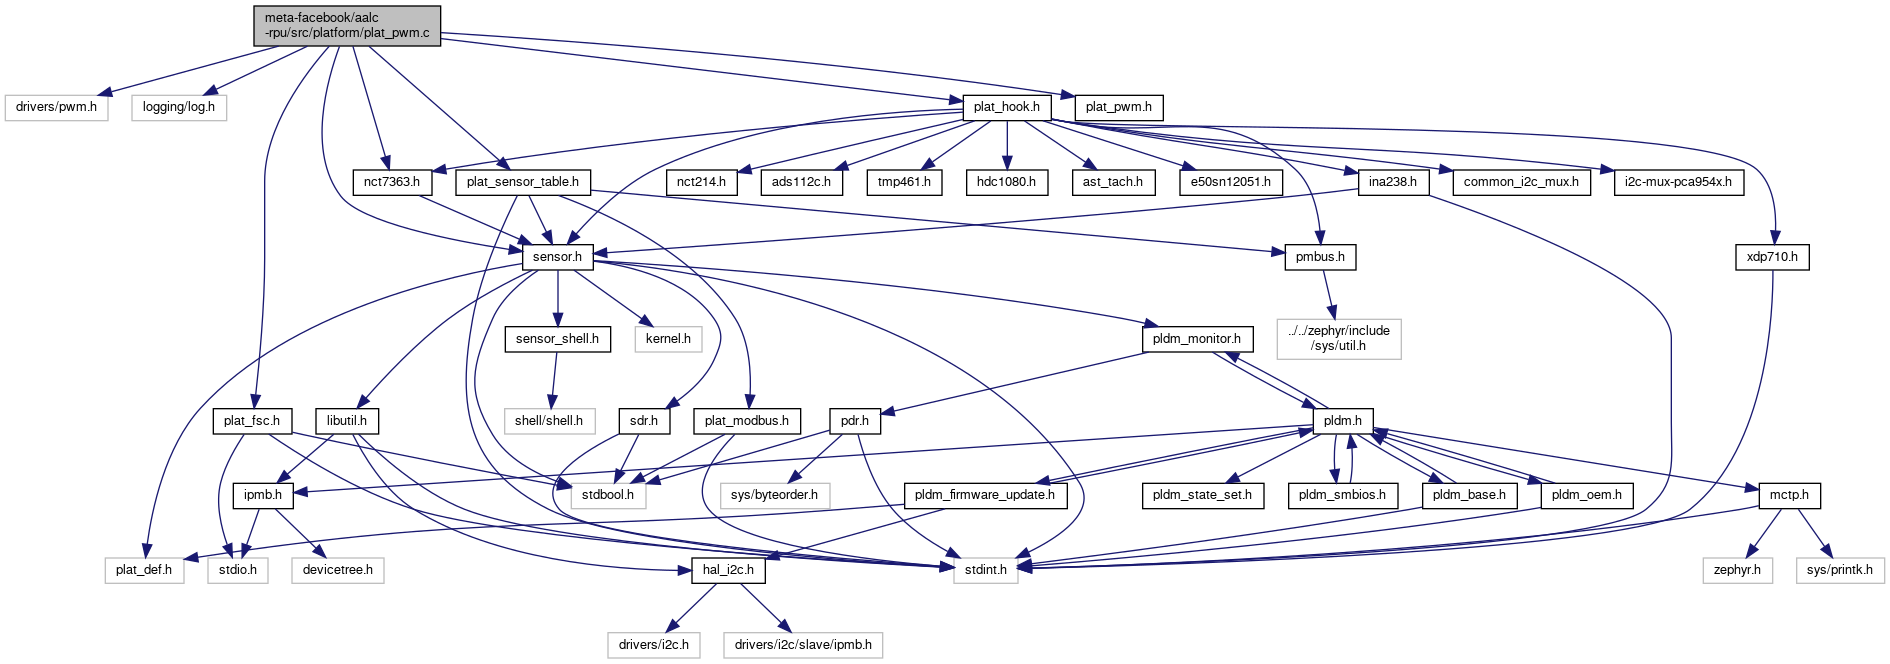 meta-facebook/aalc
-rpu/src/platform/plat_pwm.c
drivers/pwm.h
logging/log.h
plat_hook.h
plat_pwm.h
nct7363.h
plat_sensor_table.h
nct214.h
ads112c.h
tmp461.h
hdc1080.h
ast_tach.h
e50sn12051.h
ina238.h
common_i2c_mux.h
i2c-mux-pca954x.h
sensor.h
pmbus.h
xdp710.h
sensor_shell.h
kernel.h
pldm_monitor.h
../../zephyr/include
/sys/util.h
plat_fsc.h
libutil.h
shell/shell.h
sdr.h
plat_modbus.h
pdr.h
pldm.h
ipmb.h
stdbool.h
sys/byteorder.h
pldm_firmware_update.h
pldm_state_set.h
pldm_smbios.h
pldm_base.h
pldm_oem.h
mctp.h
plat_def.h
stdio.h
devicetree.h
hal_i2c.h
stdint.h
zephyr.h
sys/printk.h
drivers/i2c.h
drivers/i2c/slave/ipmb.h